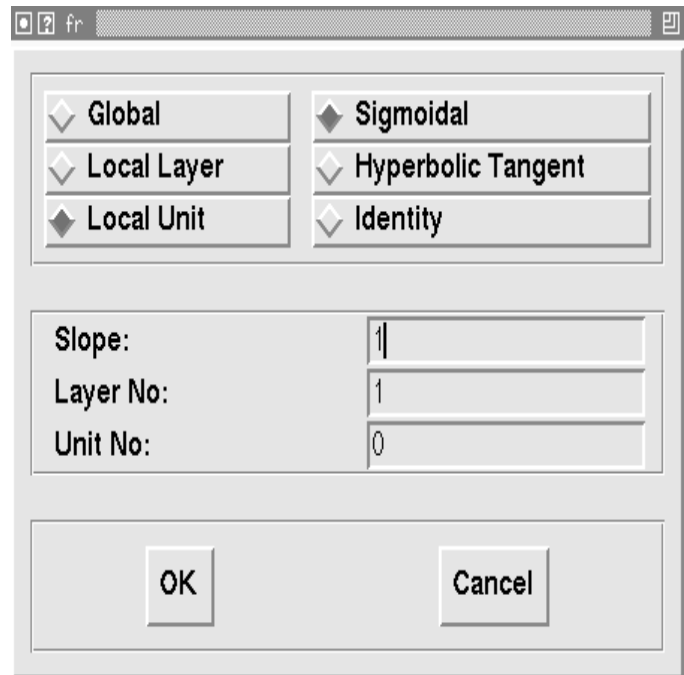 fr
Global
Sigmoidal
Local Layer
Hyperbolic Tangent
Local Unit
Identity
Slope: 1
Layer No: 1
Unit No: 0
OK
Cancel